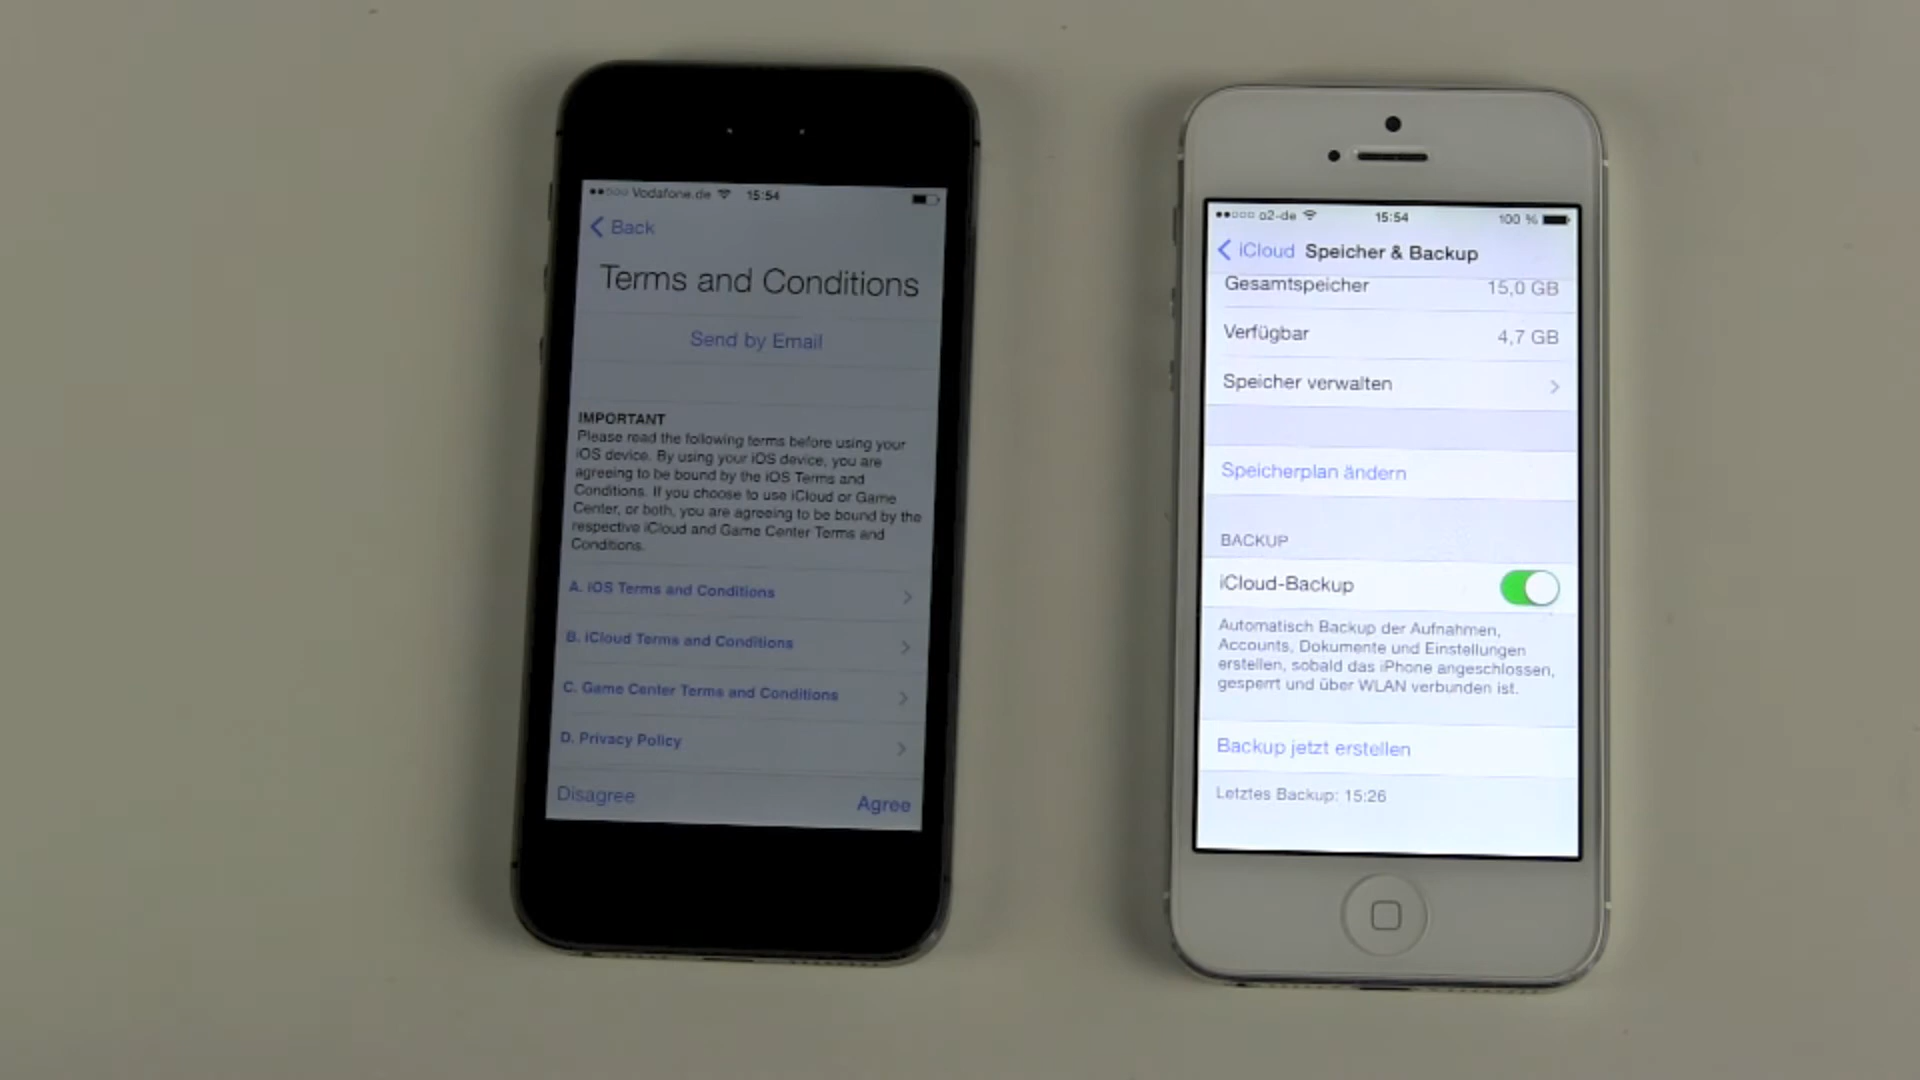 Vodafone.de 15:54
Back
Terms and Conditions
Send by Email
IMPORTANT
Please read the following terms before using your
iOS device. By using your iOS device, you are
agreeing to be bound by the iOS Terms and
Conditions. If you choose to use iCloud or Game
Center, or both, you are agreeing to be bound by the
respective iCloud and Game Center Terms and
Conditions.
A. iOS Terms and Conditions
B. iCloud Terms and Conditions
C. Game Center Terms and Conditions
D. Privacy Policy
Disagree Agree
o2-de 15:54 100 %
iCloud Speicher & Backup
Gesamtspeicher 15,0 GB
Verfügbar 4,7 GB
Speicher verwalten
Speicherplan ändern
BACKUP
iCloud-Backup
Automatisch Backup der Aufnahmen,
Accounts, Dokumente und Einstellungen
erstellen, sobald das iPhone angeschlossen,
gesperrt und über WLAN verbunden ist.
Backup jetzt erstellen
Letztes Backup: 15:26